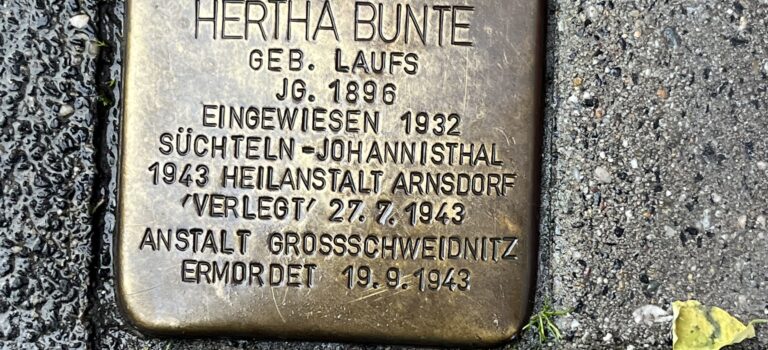 HERTHA BUNTE
GEB. LAUFS
JG. 1896
EINGEWIESEN 1932
SÜCHTELN-JOHANNISTHAL
1943 HEILANSTALT ARNSDORF
'VERLEGT' 27.7.1943
ANSTALT GROSSSCHWEIDNITZ
ERMORDET 19.9.1943